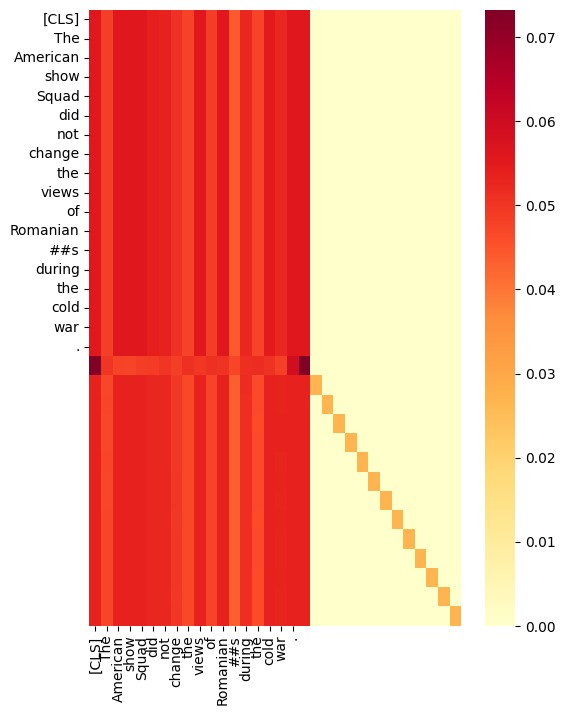 [CLS]
The
American
show
Squad
did
not
change
the
views
of
Romanian
##s
during
the
cold
war
.
0.07
0.06
0.05
0.04
0.03
0.02
0.01
0.00
[CLS]
The
American
show
Squad
did
not
change
the
views
of
Romanian
##s
during
the
cold
war
.